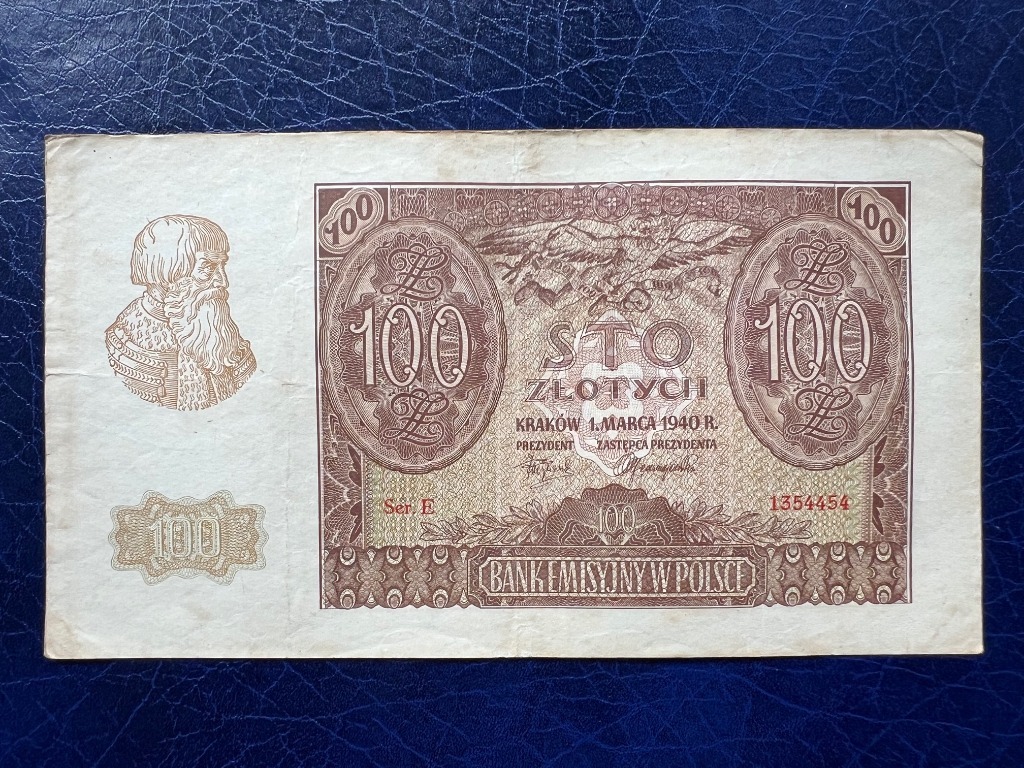 100
100
100
100
STO
ZŁOTYCH
KRAKÓW 1. MARCA 1940 R.
PREZYDENT ZASTĘPCA PREZYDENTA
Ser. E 1354454
100
100
BANK EMISYJNY W POLSCE